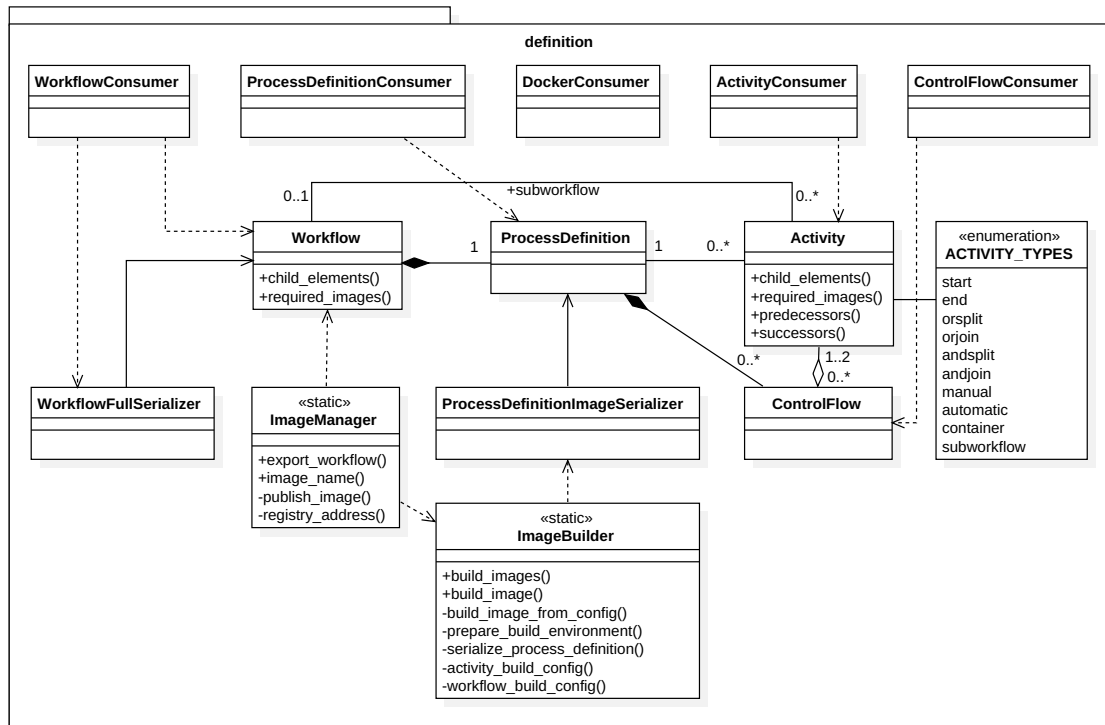 definition
WorkflowConsumer
ProcessDefinitionConsumer
DockerConsumer
ActivityConsumer
ControlFlowConsumer
+subworkflow
0..1
0..*
Workflow
+child_elements()
+required_images()
1
ProcessDefinition
1
0..*
Activity
+child_elements()
+required_images()
+predecessors()
+successors()
«enumeration»
ACTIVITY_TYPES
start
end
orsplit
orjoin
andsplit
andjoin
manual
automatic
container
subworkflow
0..*
1..2
0..*
WorkflowFullSerializer
«static»
ImageManager
+export_workflow()
+image_name()
-publish_image()
-registry_address()
ProcessDefinitionImageSerializer
ControlFlow
«static»
ImageBuilder
+build_images()
+build_image()
-build_image_from_config()
-prepare_build_environment()
-serialize_process_definition()
-activity_build_config()
-workflow_build_config()